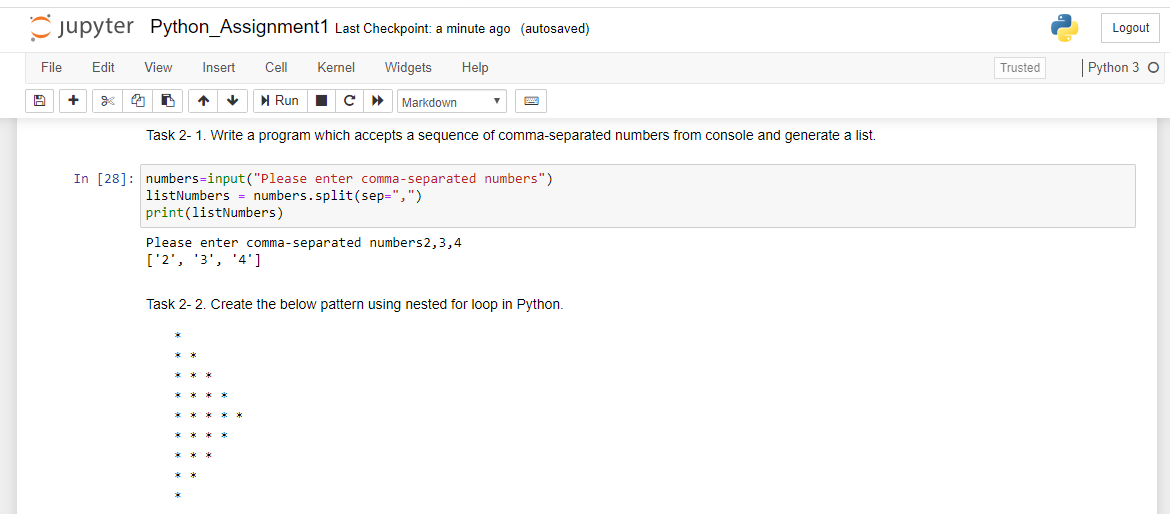 jupyter Python_Assignment1 Last Checkpoint: a minute ago (autosaved) Logout
File Edit View Insert Cell Kernel Widgets Help Trusted Python 3
Run Markdown
Task 2- 1. Write a program which accepts a sequence of comma-separated numbers from console and generate a list.
In [28]: numbers=input("Please enter comma-separated numbers")
listNumbers = numbers.split(sep=",")
print(listNumbers)
Please enter comma-separated numbers2,3,4
['2', '3', '4']
Task 2- 2. Create the below pattern using nested for loop in Python.
*
* *
* * *
* * * *
* * * * *
* * * *
* * *
* *
*